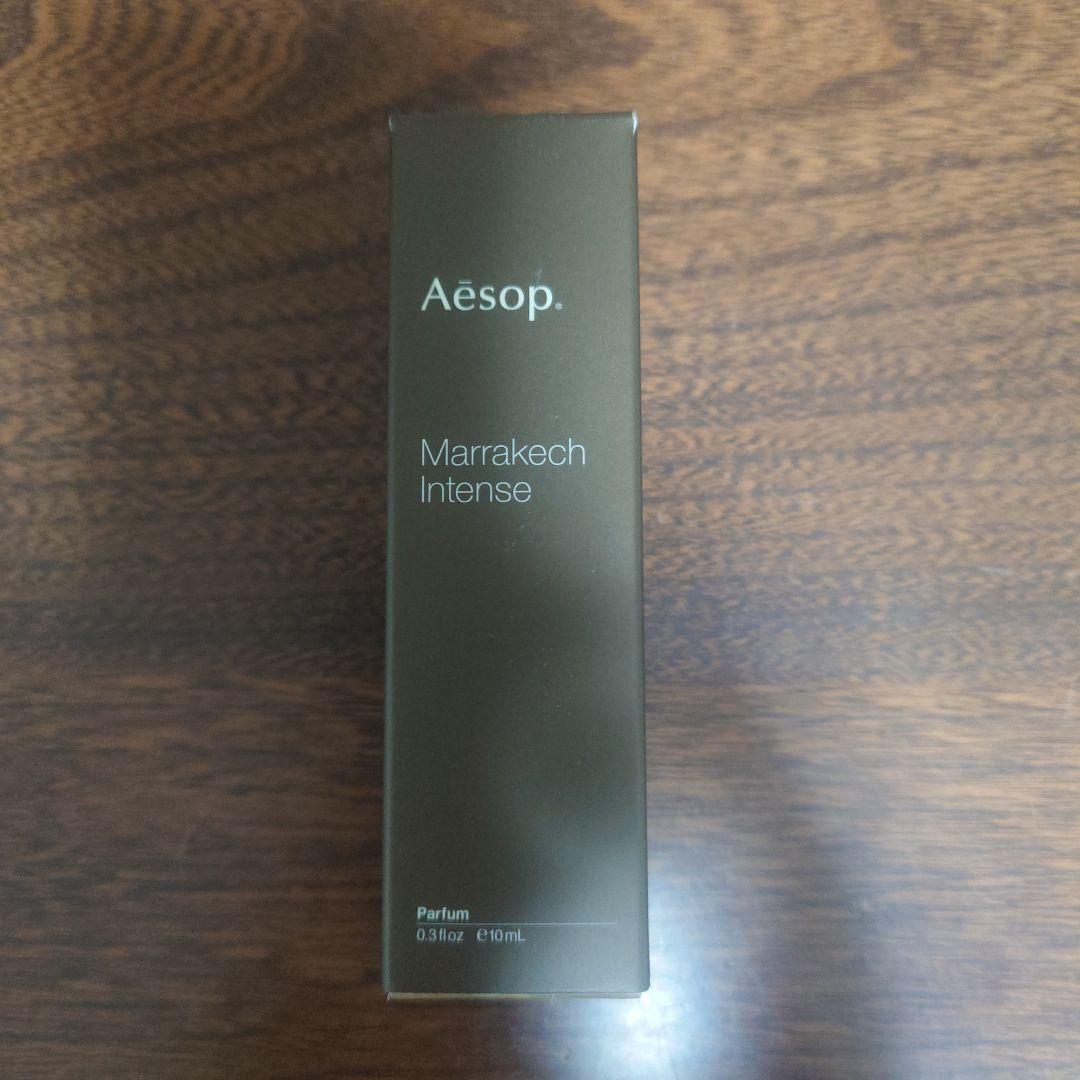 Aēsop®
Marrakech
Intense
Parfum
0.3 fl oz ℮10 mL